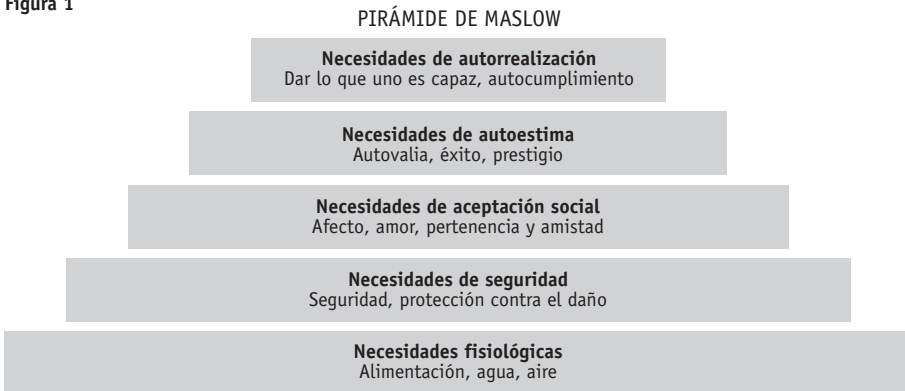 Figura 1
PIRÁMIDE DE MASLOW
Necesidades de autorrealización
Dar lo que uno es capaz, autocumplimiento
Necesidades de autoestima
Autovalia, éxito, prestigio
Necesidades de aceptación social
Afecto, amor, pertenencia y amistad
Necesidades de seguridad
Seguridad, protección contra el daño
Necesidades fisiológicas
Alimentación, agua, aire